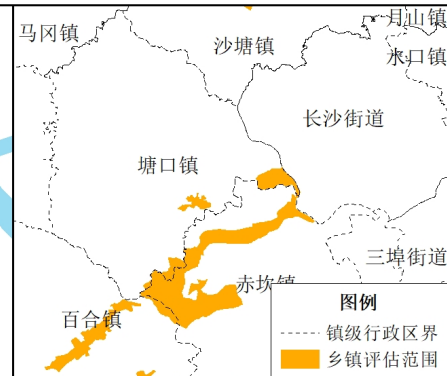 马冈镇
月山镇
沙塘镇
水口镇
长沙街道
塘口镇
三埠街道
赤坎镇
百合镇
图例
镇级行政区界
乡镇评估范围